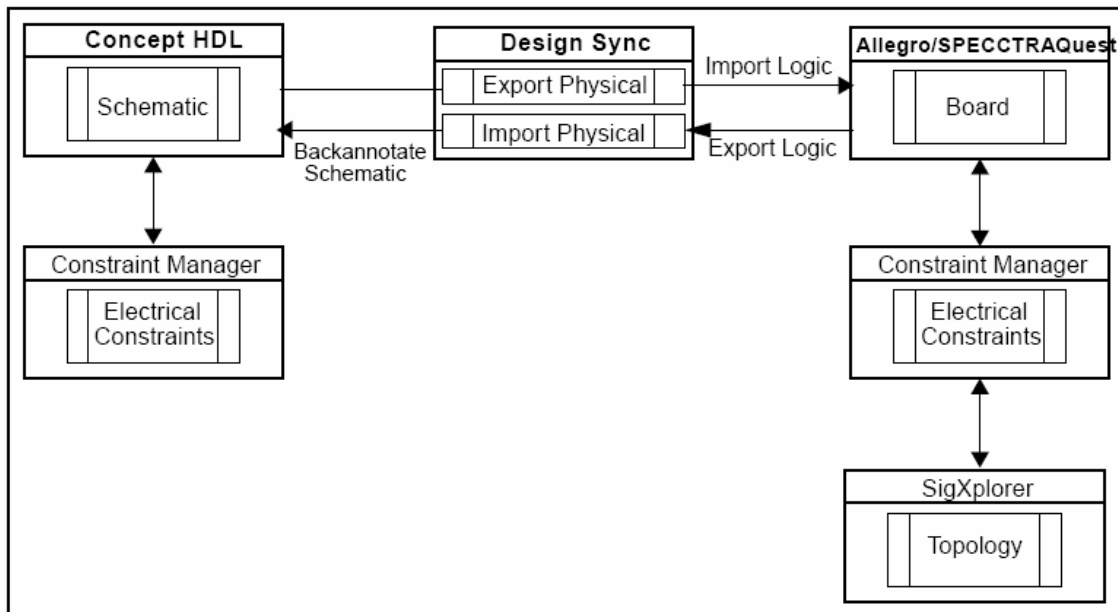 Concept HDL
Schematic
Design Sync
Export Physical
Import Physical
Import Logic
Export Logic
Backannotate
Schematic
Allegro/SPECCTRAQuest
Board
Constraint Manager
Electrical
Constraints
Constraint Manager
Electrical
Constraints
SigXplorer
Topology